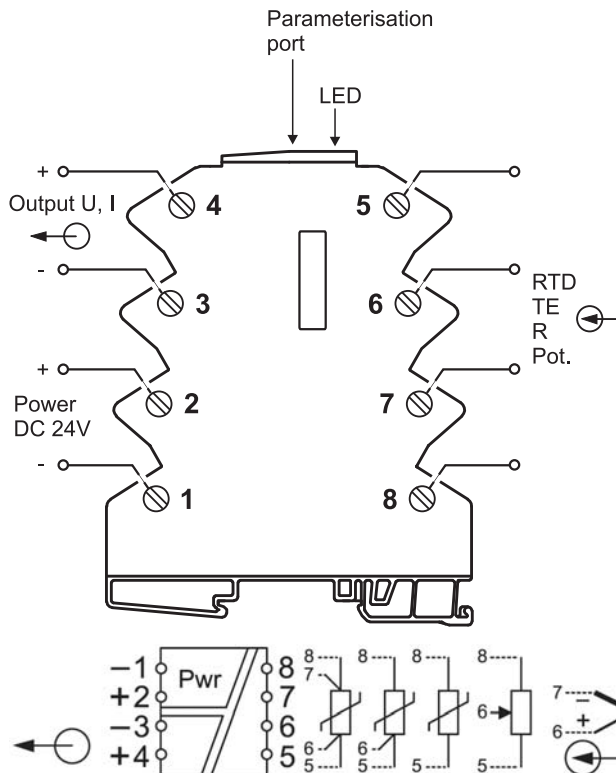 Parameterisation
port
LED
+
4
5
Output U, I
-
3
6
RTD
TE
R
Pot.
+
2
7
Power
DC 24V
-
1
8
−1 Pwr 8
+2 7
−3 6
+4 5
8 7 6 5
8 6 5
8 5
8 6 5
7 −
6 +